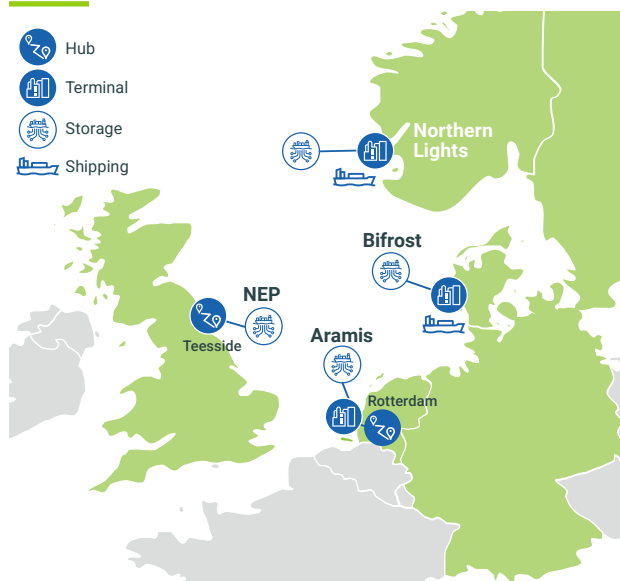 Hub
Terminal
Storage
Shipping
Northern
Lights
Bifrost
NEP
Teesside
Aramis
Rotterdam